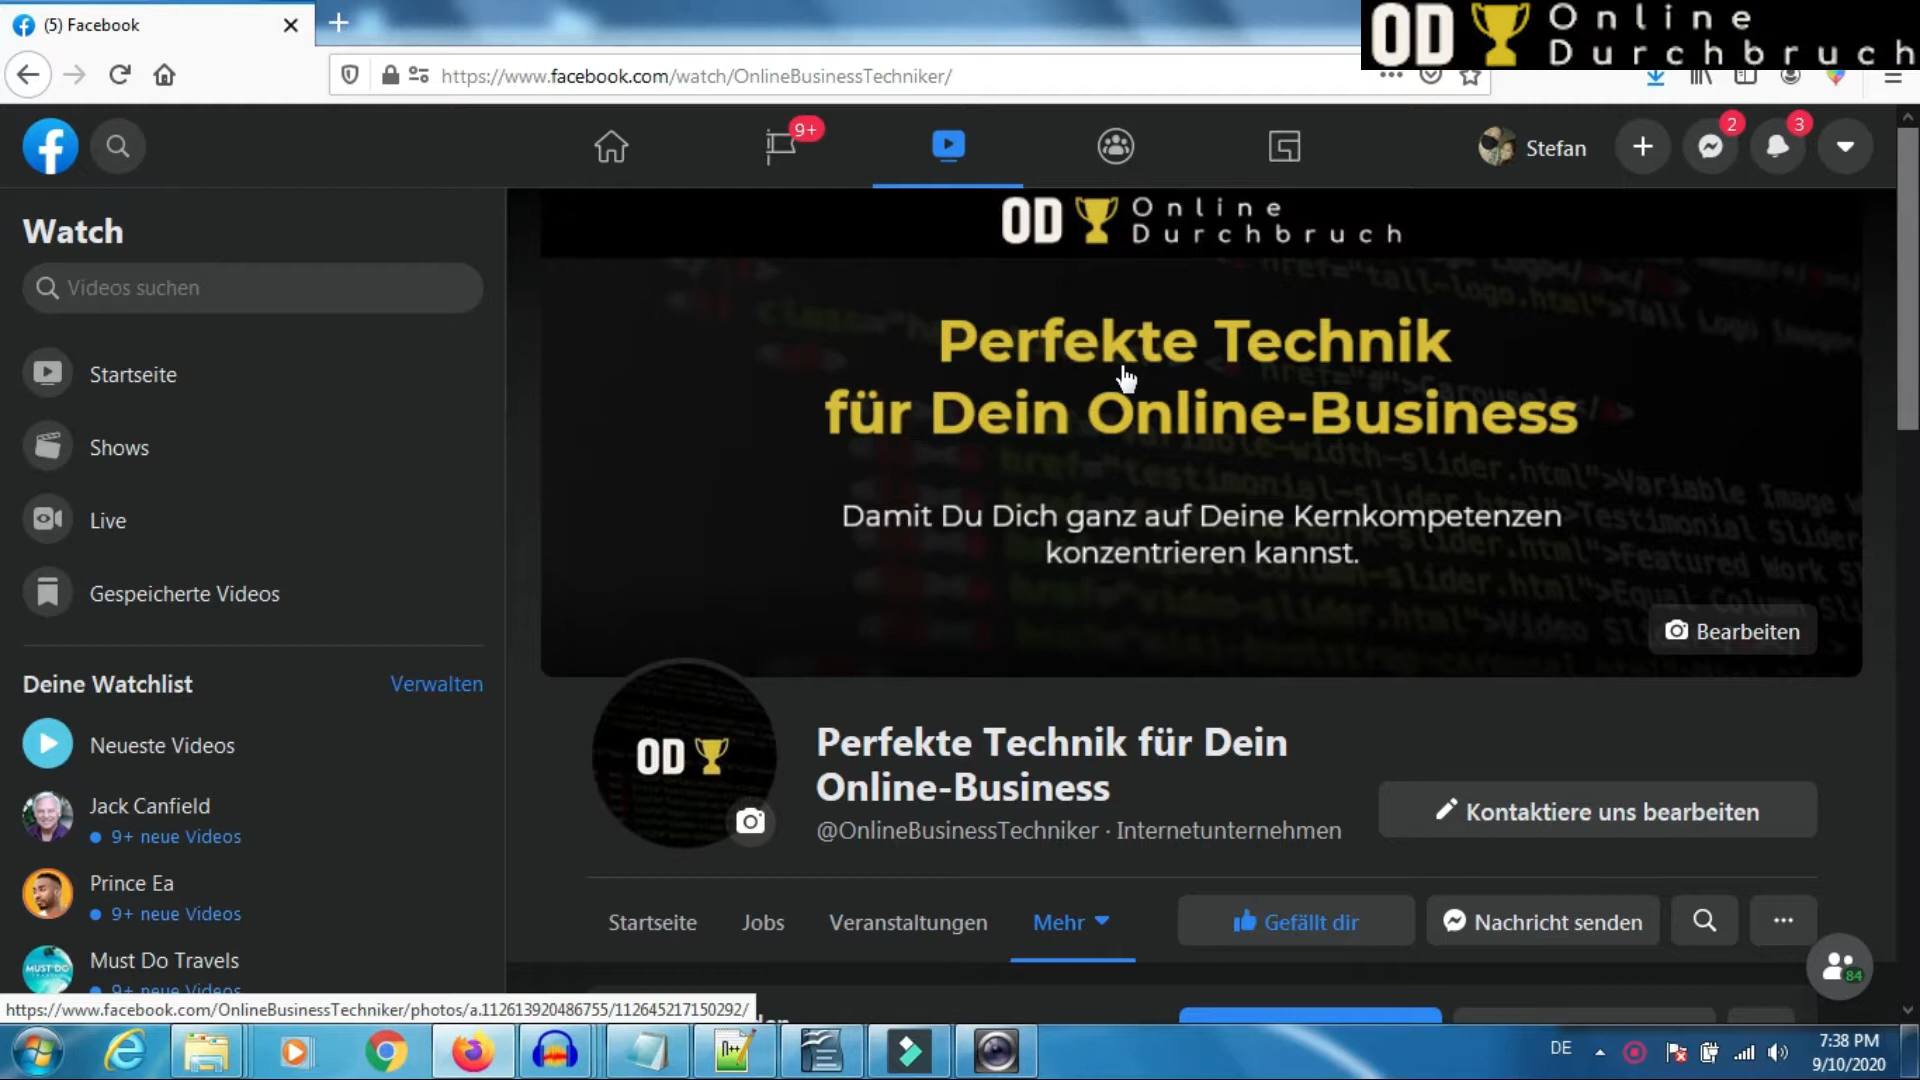 (5) Facebook
OD Online
Durchbruch
https://www.facebook.com/watch/OnlineBusinessTechniker/
9+
Stefan
2
3
Watch
Videos suchen
Startseite
Shows
Live
Gespeicherte Videos
Deine Watchlist
Verwalten
Neueste Videos
Jack Canfield
9+ neue Videos
Prince Ea
9+ neue Videos
Must Do Travels
9+ neue Videos
MUST DO
OD Online
Durchbruch
Perfekte Technik
für Dein Online-Business
Damit Du Dich ganz auf Deine Kernkompetenzen
konzentrieren kannst.
Bearbeiten
OD
Perfekte Technik für Dein
Online-Business
@OnlineBusinessTechniker · Internetunternehmen
Kontaktiere uns bearbeiten
Startseite
Jobs
Veranstaltungen
Mehr
Gefällt dir
Nachricht senden
84
https://www.facebook.com/OnlineBusinessTechniker/photos/a.112613920486755/112645217150292/
DE
7:38 PM
9/10/2020